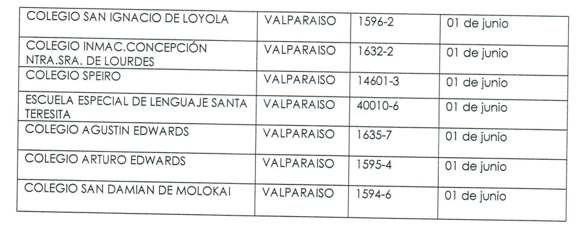 COLEGIO SAN IGNACIO DE LOYOLA VALPARAISO 1596-2 01 de junio
COLEGIO INMAC.CONCEPCIÓN VALPARAISO 1632-2 01 de junio
NTRA.SRA. DE LOURDES
COLEGIO SPEIRO VALPARAISO 14601-3 01 de junio
ESCUELA ESPECIAL DE LENGUAJE SANTA VALPARAISO 40010-6 01 de junio
TERESITA
COLEGIO AGUSTIN EDWARDS VALPARAISO 1635-7 01 de junio
COLEGIO ARTURO EDWARDS VALPARAISO 1595-4 01 de junio
COLEGIO SAN DAMIAN DE MOLOKAI VALPARAISO 1594-6 01 de junio